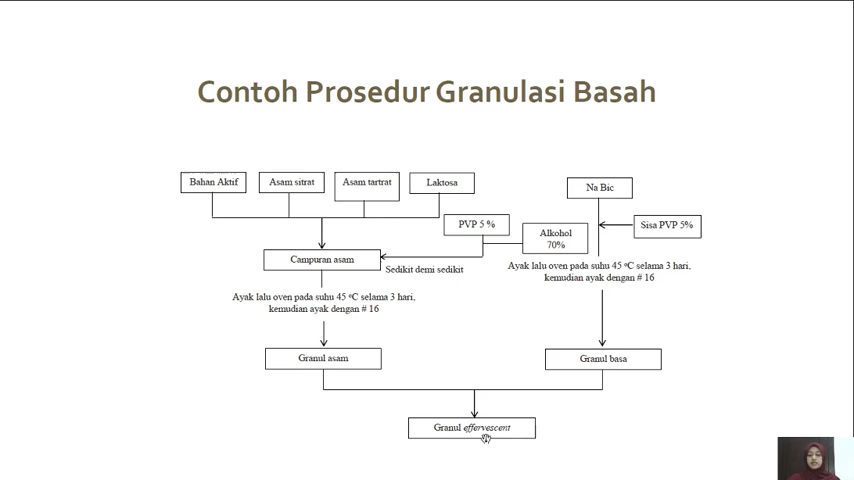 Contoh Prosedur Granulasi Basah
Bahan Aktif
Asam sitrat
Asam tartrat
Laktosa
Na Bic
PVP 5 %
Alkohol
70%
Sisa PVP 5%
Campuran asam
Sedikit demi sedikit
Ayak lalu oven pada suhu 45 ºC selama 3 hari,
kemudian ayak dengan # 16
Ayak lalu oven pada suhu 45 ºC selama 3 hari,
kemudian ayak dengan # 16
Granul asam
Granul basa
Granul effervescent